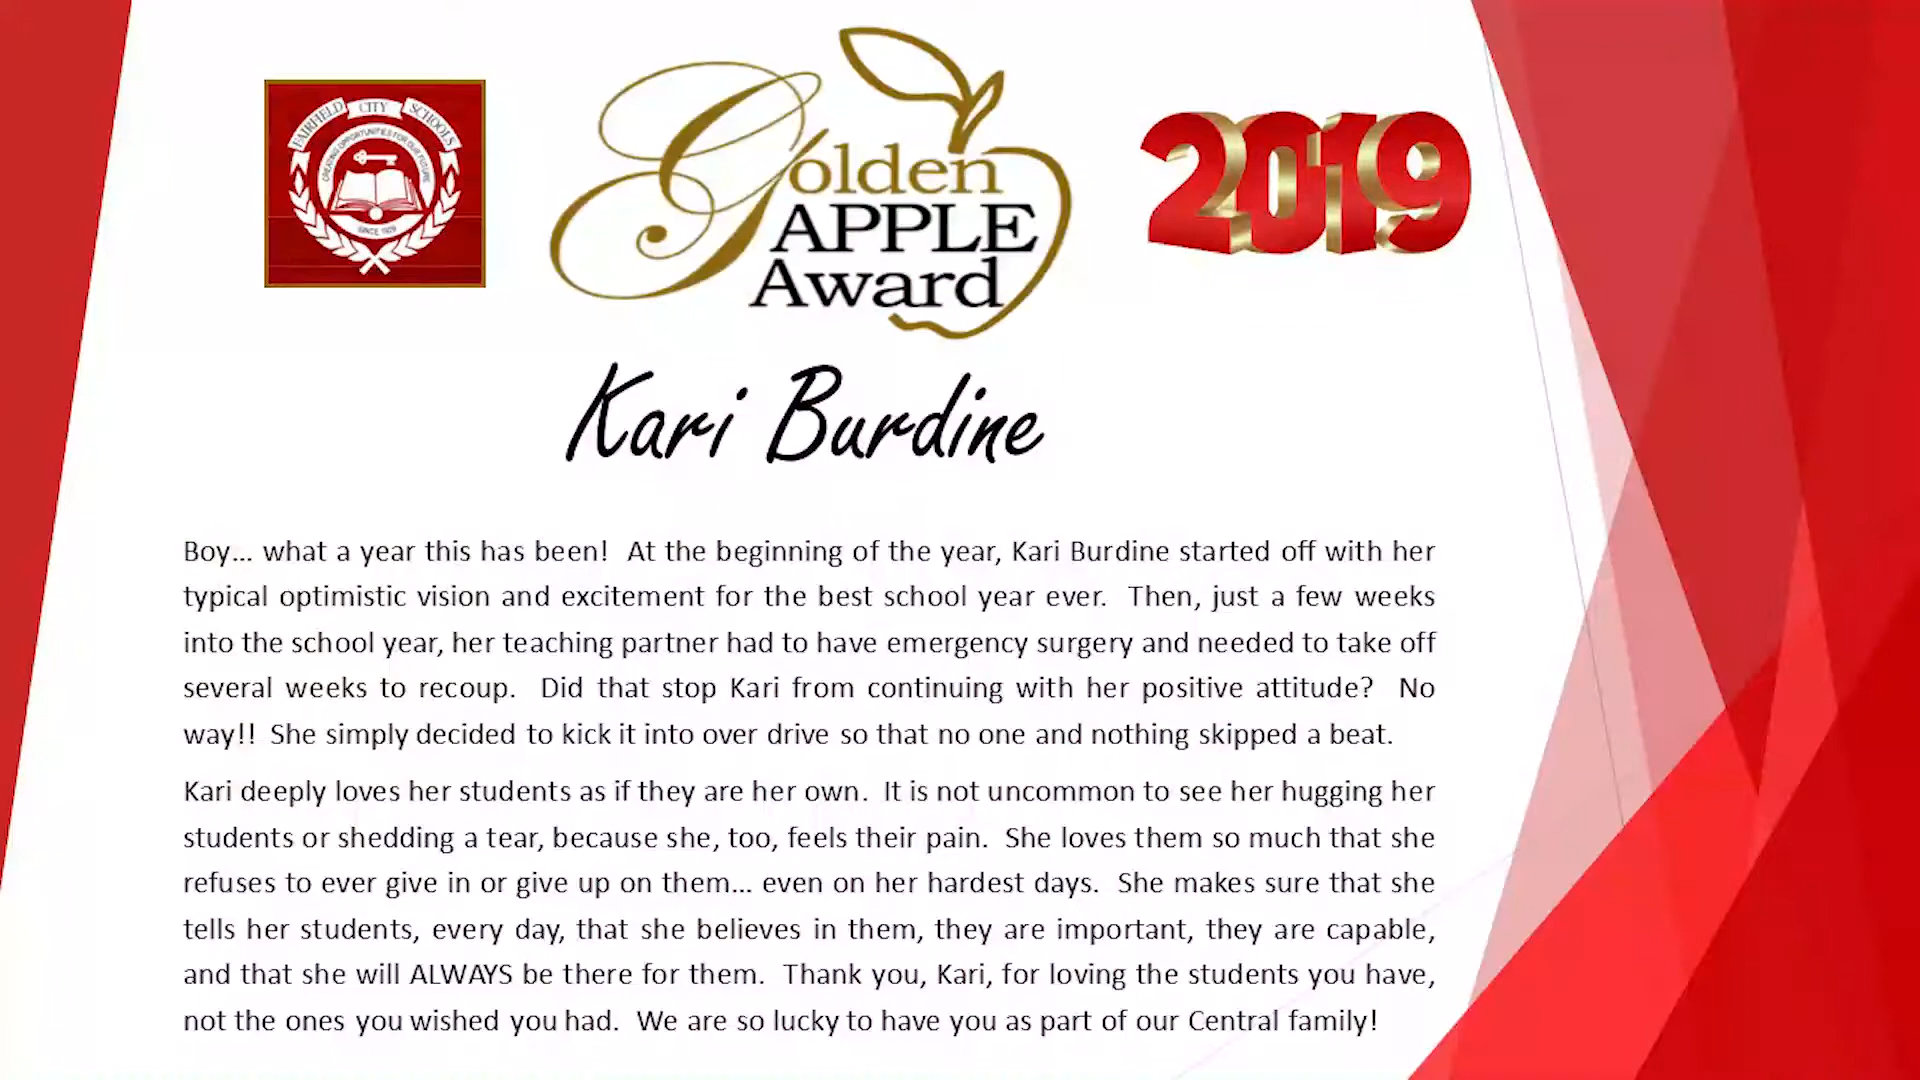 FAIRFIELD CITY SCHOOLS
CREATING OPPORTUNITIES FOR OUR FUTURE
SINCE 1929
Golden
APPLE
Award
2019
Kari Burdine
Boy... what a year this has been!  At the beginning of the year, Kari Burdine started off with her
typical optimistic vision and excitement for the best school year ever.  Then, just a few weeks
into the school year, her teaching partner had to have emergency surgery and needed to take off
several weeks to recoup.  Did that stop Kari from continuing with her positive attitude?  No
way!!  She simply decided to kick it into over drive so that no one and nothing skipped a beat.
Kari deeply loves her students as if they are her own.  It is not uncommon to see her hugging her
students or shedding a tear, because she, too, feels their pain.  She loves them so much that she
refuses to ever give in or give up on them... even on her hardest days.  She makes sure that she
tells her students, every day, that she believes in them, they are important, they are capable,
and that she will ALWAYS be there for them.  Thank you, Kari, for loving the students you have,
not the ones you wished you had.  We are so lucky to have you as part of our Central family!